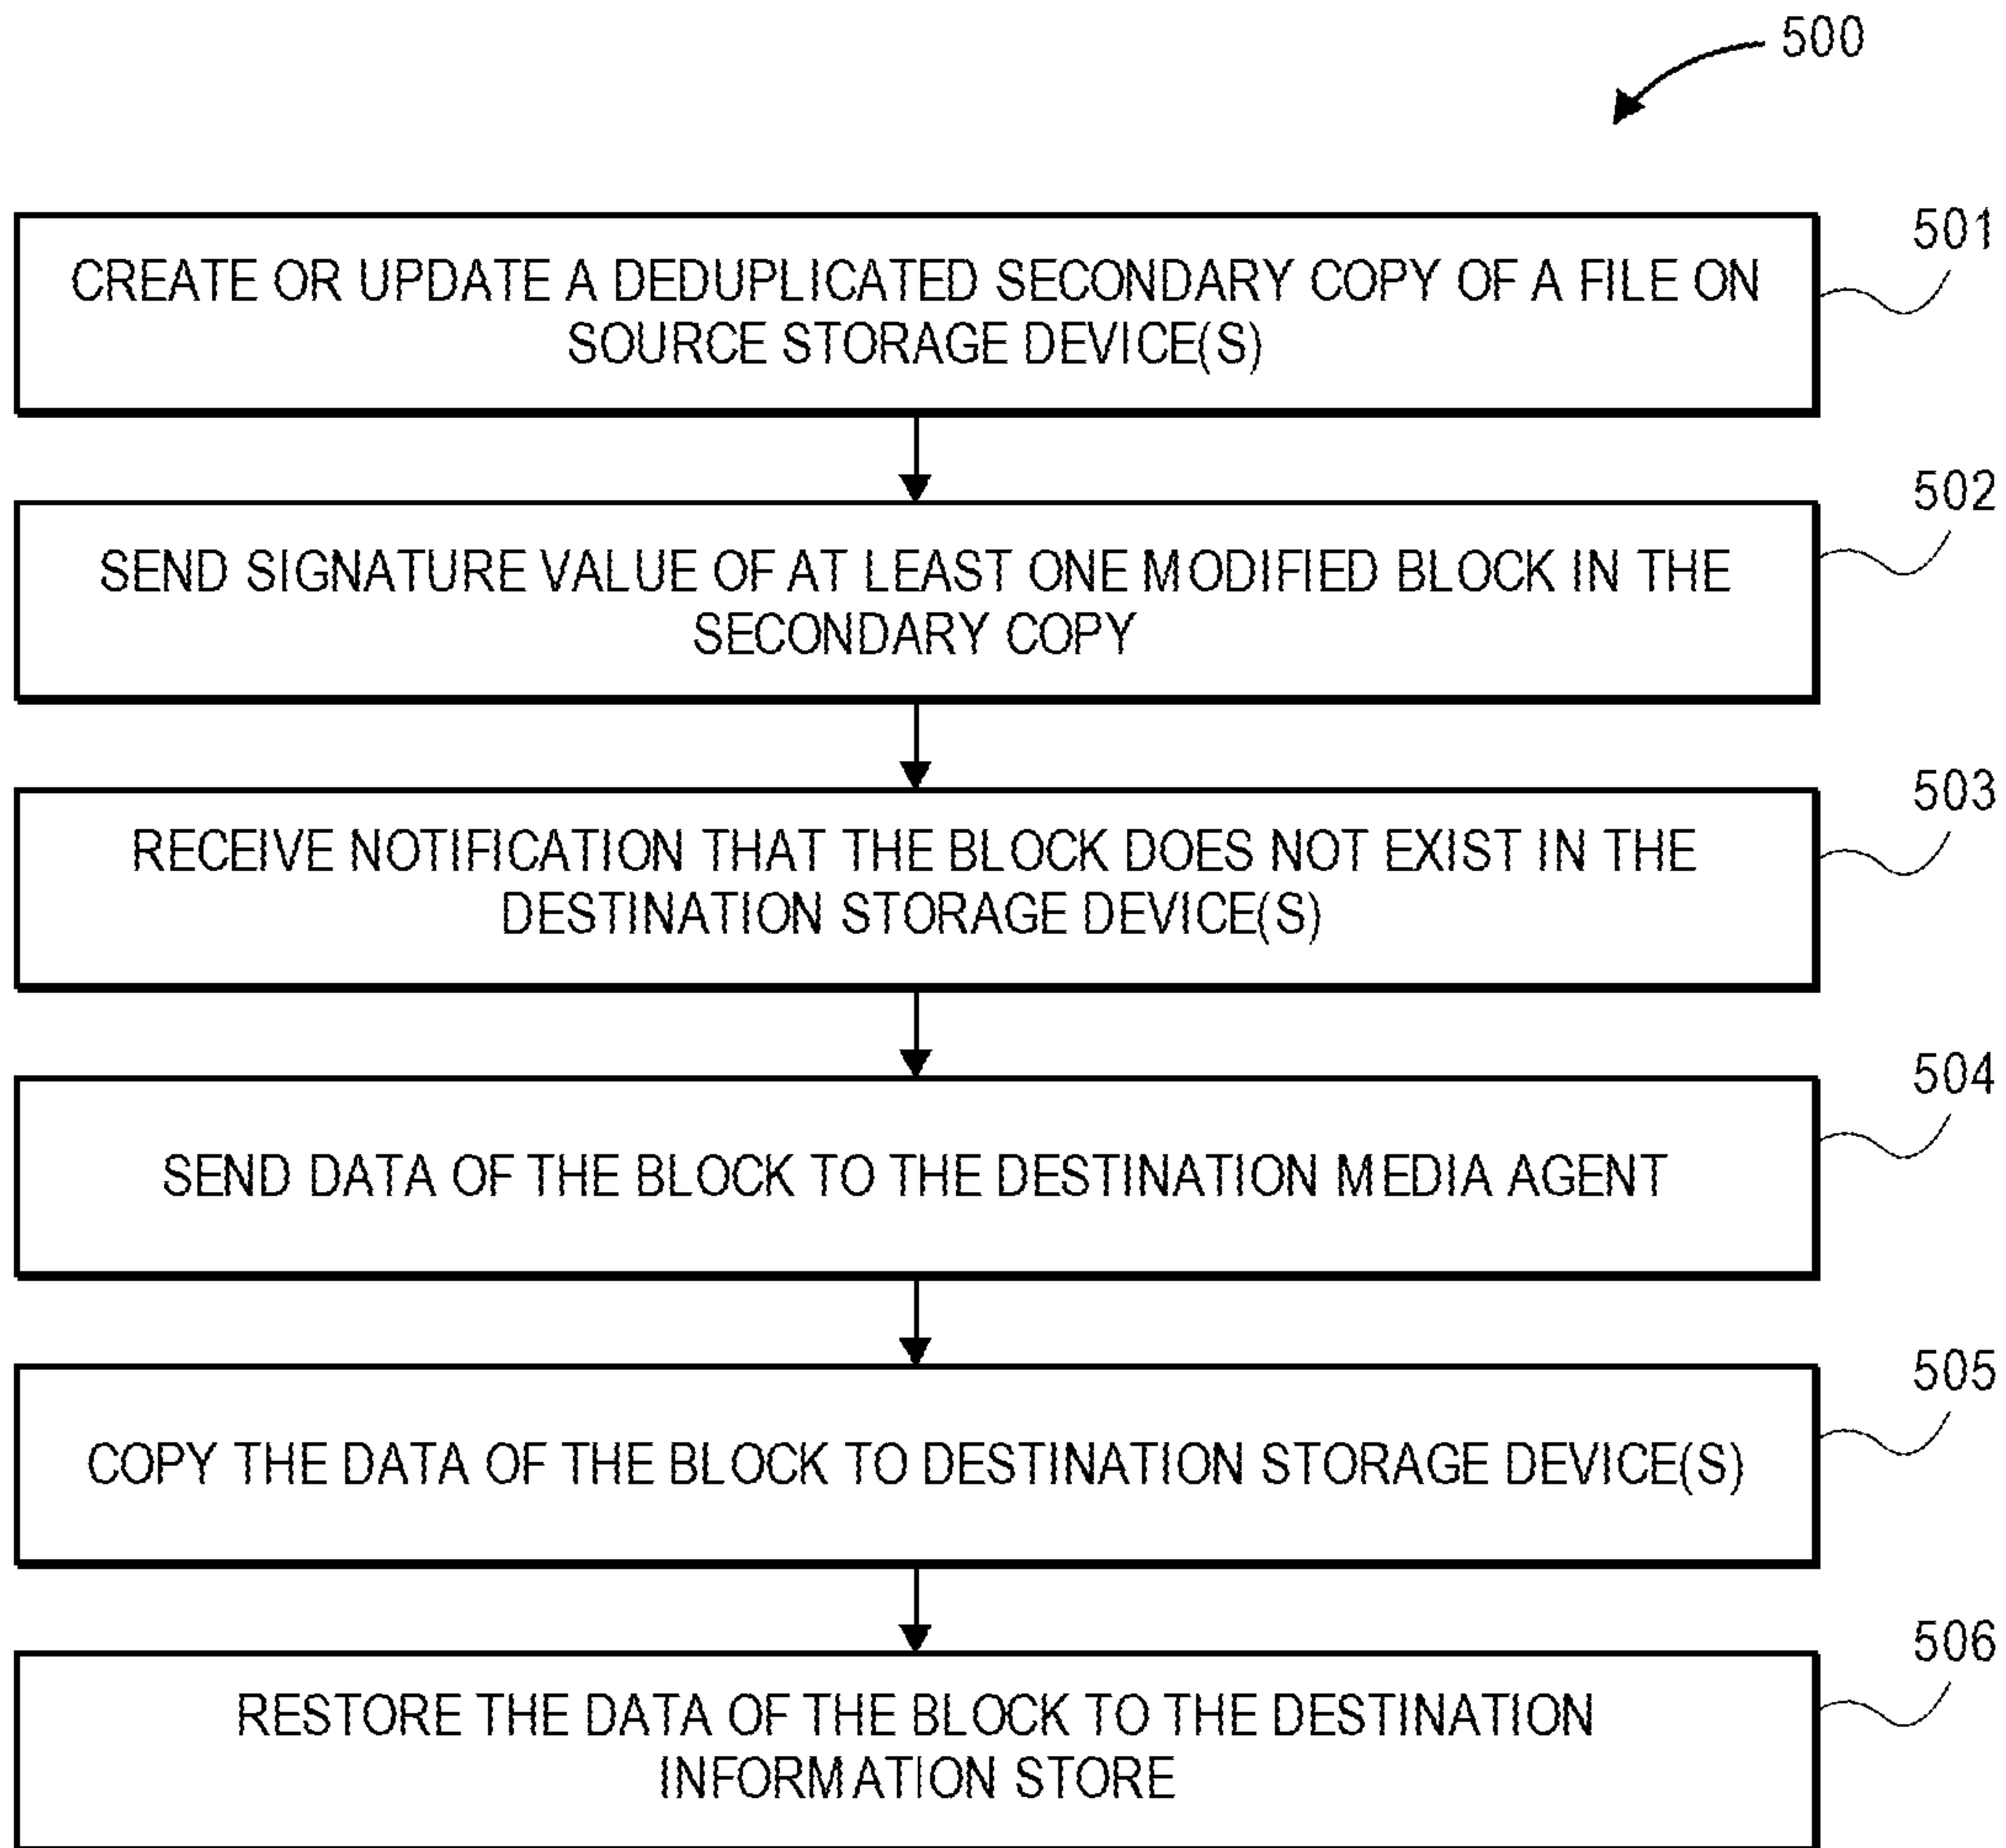 500
CREATE OR UPDATE A DEDUPLICATED SECONDARY COPY OF A FILE ON
SOURCE STORAGE DEVICE(S)
501
SEND SIGNATURE VALUE OF AT LEAST ONE MODIFIED BLOCK IN THE
SECONDARY COPY
502
RECEIVE NOTIFICATION THAT THE BLOCK DOES NOT EXIST IN THE
DESTINATION STORAGE DEVICE(S)
503
SEND DATA OF THE BLOCK TO THE DESTINATION MEDIA AGENT
504
COPY THE DATA OF THE BLOCK TO DESTINATION STORAGE DEVICE(S)
505
RESTORE THE DATA OF THE BLOCK TO THE DESTINATION
INFORMATION STORE
506